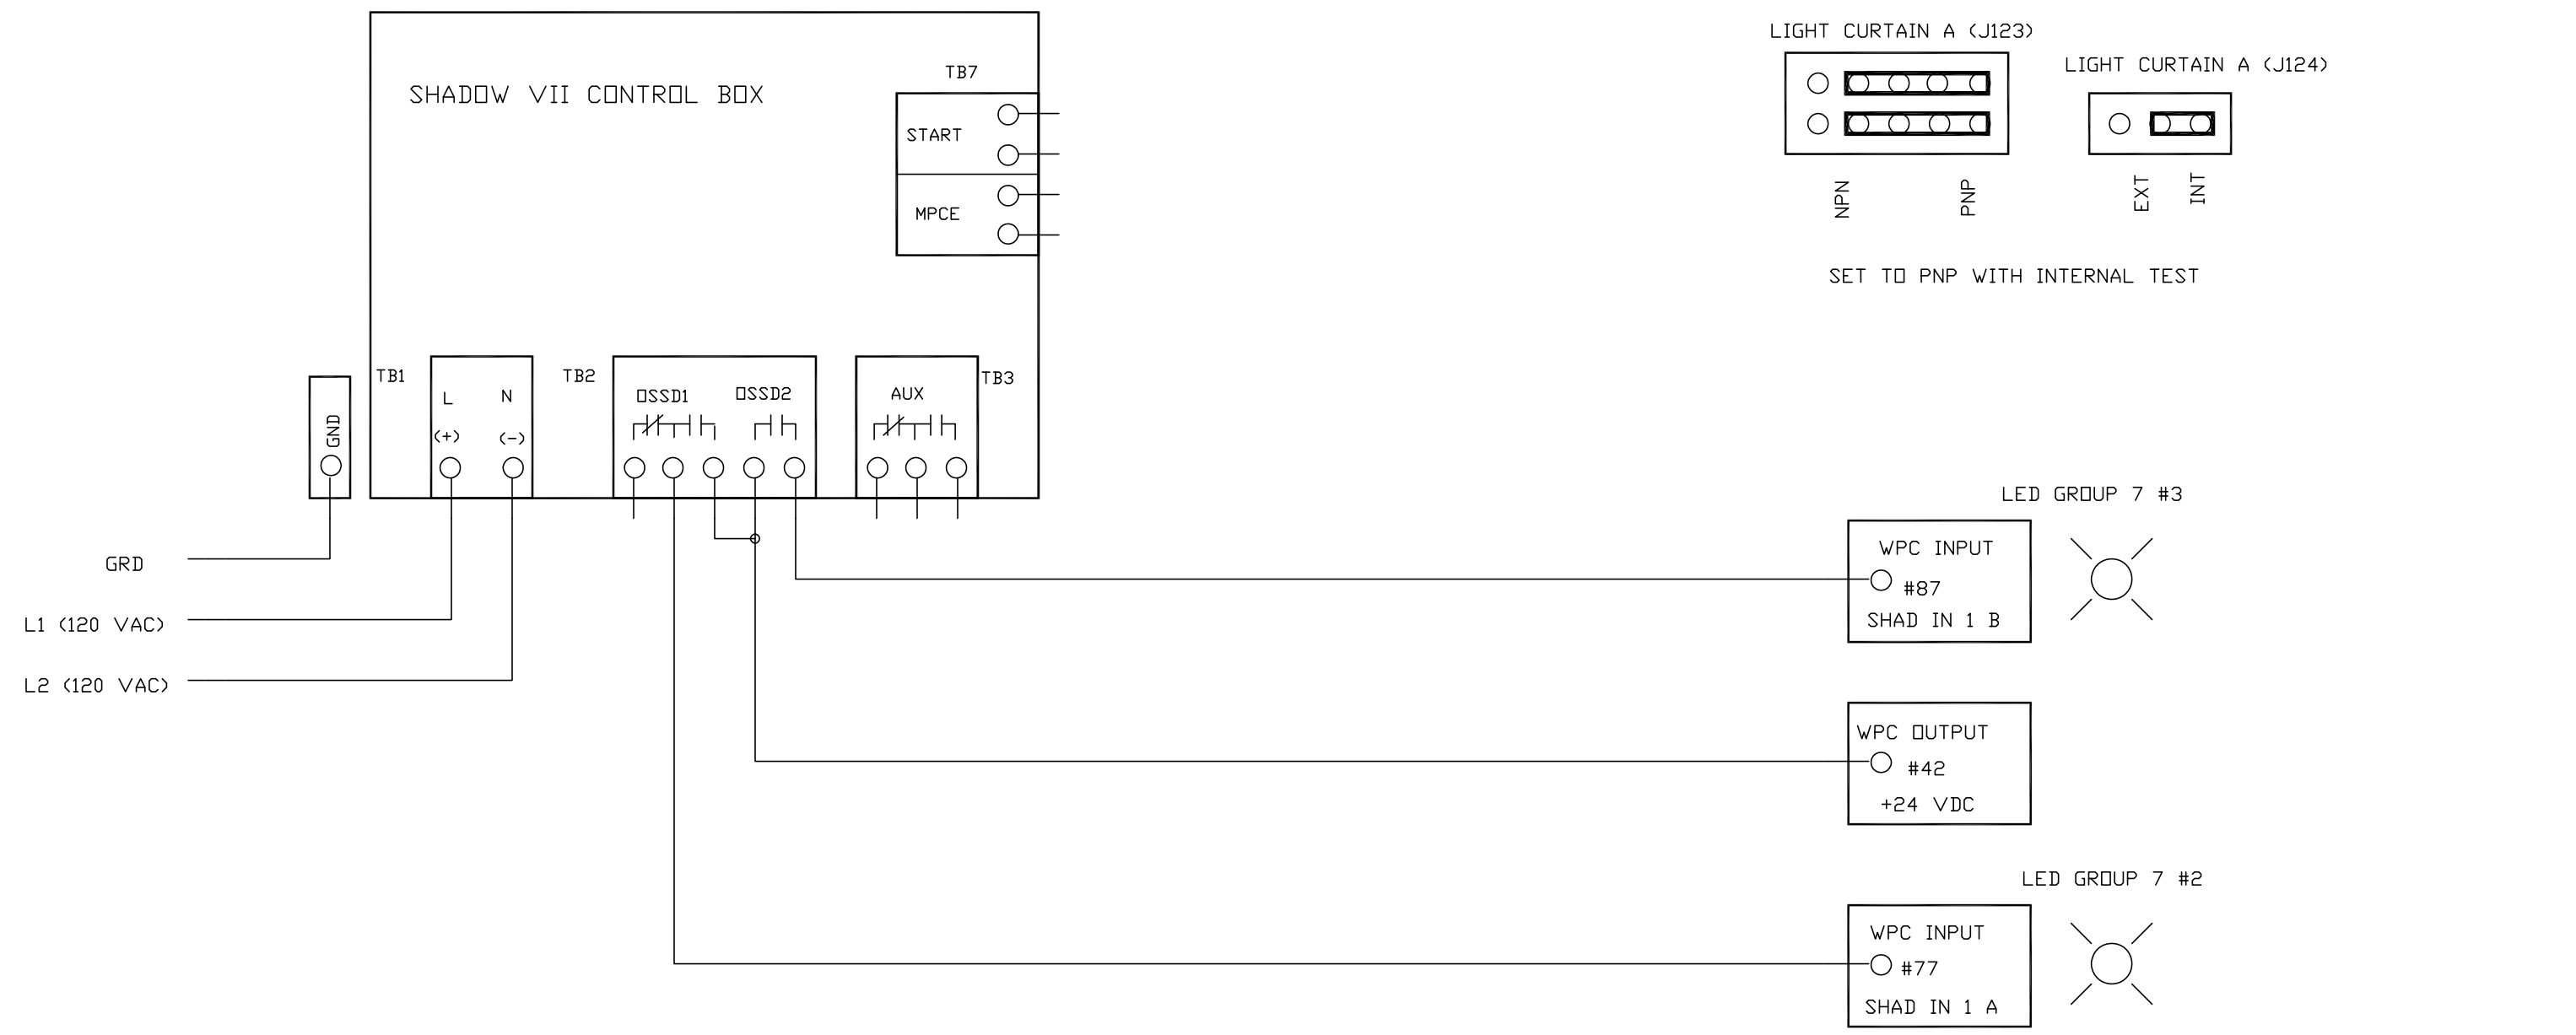 LIGHT CURTAIN A (J123)
LIGHT CURTAIN A (J124)
NPN
PNP
EXT
INT
SET TO PNP WITH INTERNAL TEST
SHADOW VII CONTROL BOX
TB7
START
MPCE
TB1
L
N
(+)
(-)
GND
TB2
OSSD1
OSSD2
AUX
TB3
GRD
L1 (120 VAC)
L2 (120 VAC)
LED GROUP 7 #3
WPC INPUT
#87
SHAD IN 1 B
WPC OUTPUT
#42
+24 VDC
LED GROUP 7 #2
WPC INPUT
#77
SHAD IN 1 A